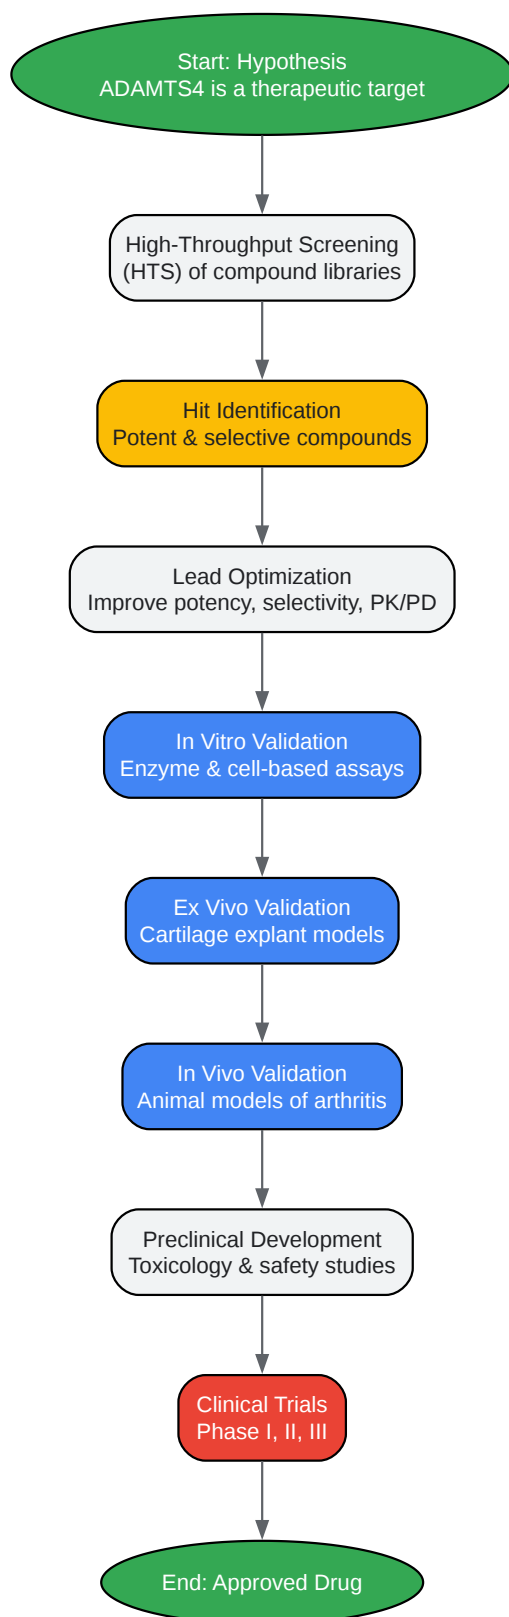 Start: Hypothesis
ADAMTS4 is a therapeutic target
High-Throughput Screening
(HTS) of compound libraries
Hit Identification
Potent & selective compounds
Lead Optimization
Improve potency, selectivity, PK/PD
In Vitro Validation
Enzyme & cell-based assays
Ex Vivo Validation
Cartilage explant models
In Vivo Validation
Animal models of arthritis
Preclinical Development
Toxicology & safety studies
Clinical Trials
Phase I, II, III
End: Approved Drug